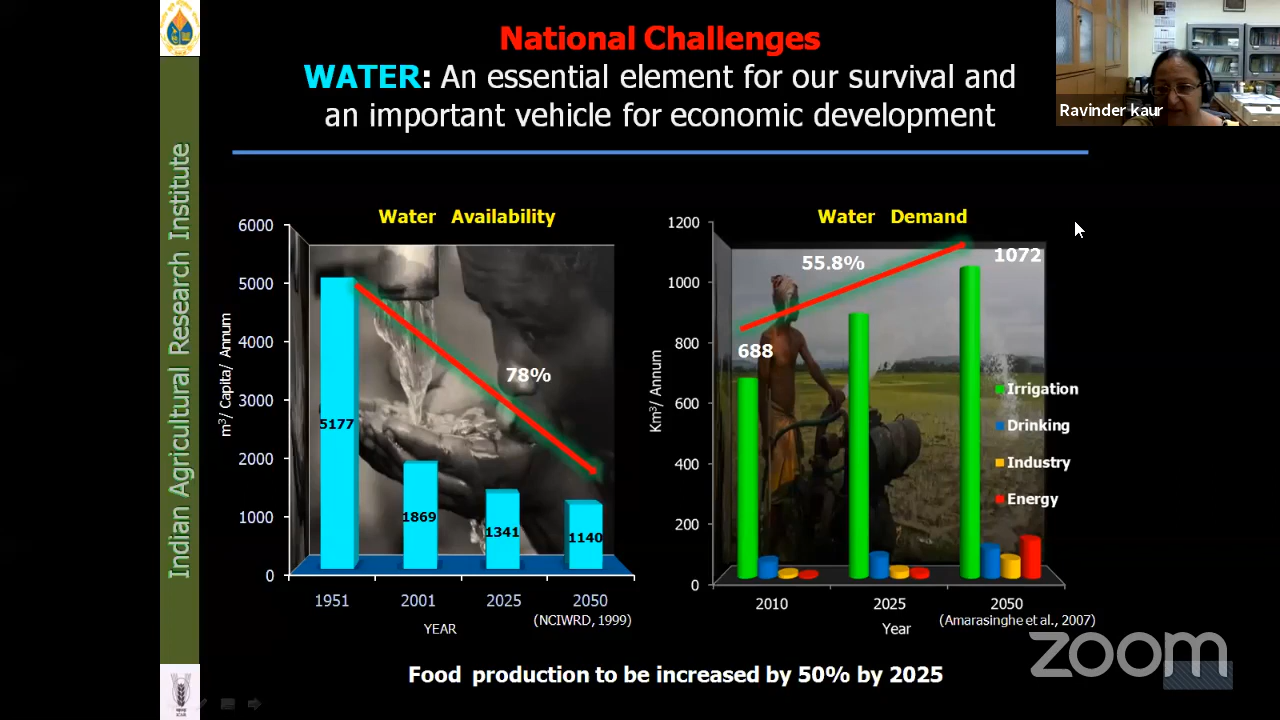 National Challenges
WATER: An essential element for our survival and
an important vehicle for economic development
Ravinder kaur
Indian Agricultural Research Institute
Water Availability
6000
5000
4000
3000
2000
1000
0
m³/ Capita/ Annum
78%
5177
1869
1341
1140
1951 2001 2025 2050
(NCIWRD, 1999)
YEAR
Water Demand
1200
1000
800
600
400
200
0
Km³/ Annum
55.8%
1072
688
Irrigation
Drinking
Industry
Energy
2010 2025 2050
(Amarasinghe et al., 2007)
Year
Food production to be increased by 50% by 2025
zoom